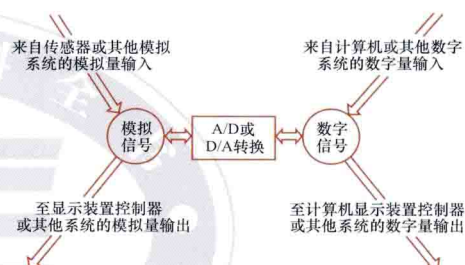 来自传感器或其他模拟
系统的模拟量输入
来自计算机或其他数字
系统的数字量输入
模拟
信号
A/D或
D/A转换
数字
信号
至显示装置控制器
或其他系统的模拟量输出
至计算机显示装置控制器
或其他系统的数字量输出